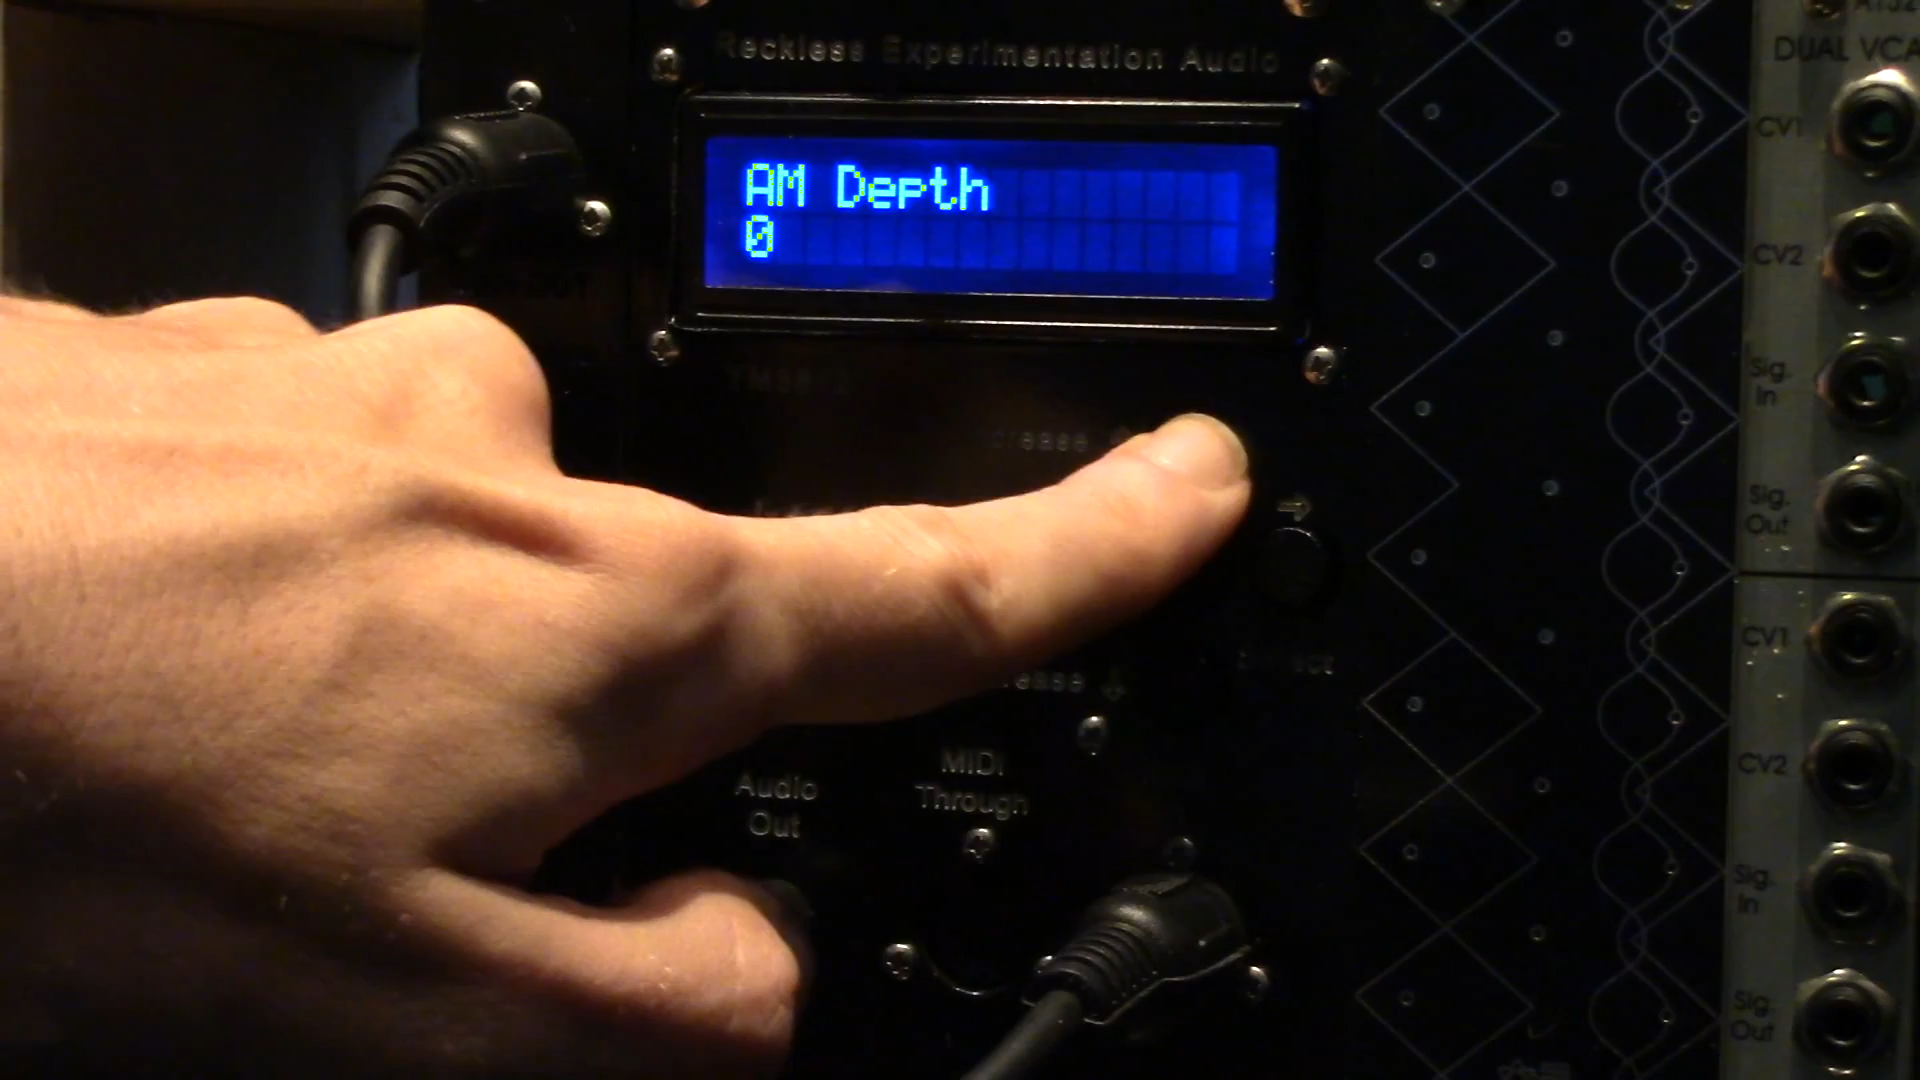 Reckless Experimentation Audio
AM Depth
0
Audio
Out
MIDI
Through
DUAL VCA
CV1
CV2
Sig.
In
Sig.
Out
CV1
CV2
Sig.
In
Sig.
Out